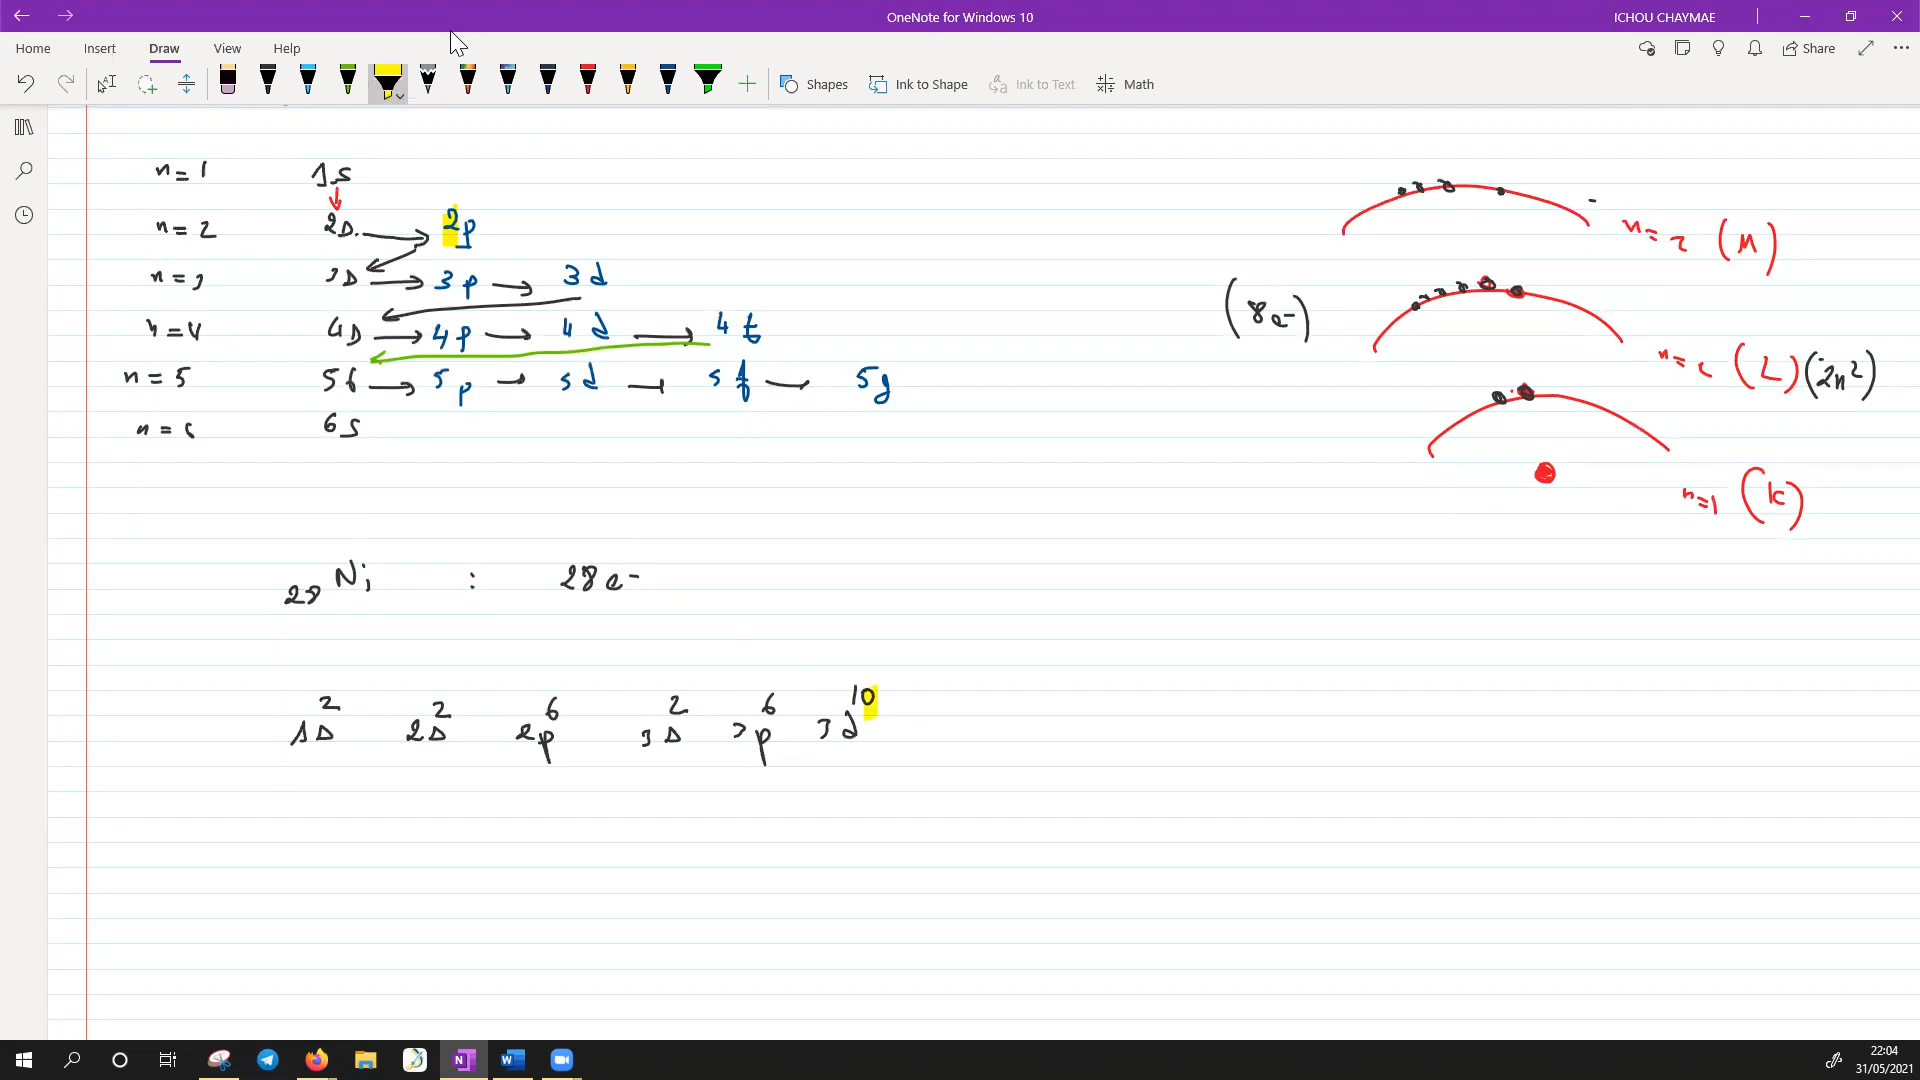 OneNote for Windows 10
ICHOU CHAYMAE
Home Insert Draw View Help
Share
Shapes Ink to Shape Ink to Text Math
n = 1 1s
n = 2 2s → 2p
n = 3 3s → 3p → 3d
n = 4 4s → 4p → 4d → 4f
n = 5 5s → 5p → 5d → 5f → 5g
n = 6 6s
(M)
(8e-)
(L) (2n²)
n=1 (K)
28 Ni : 28e-
1s² 2s² 2p⁶ 3s² 3p⁶ 3d¹⁰
22:04
31/05/2021